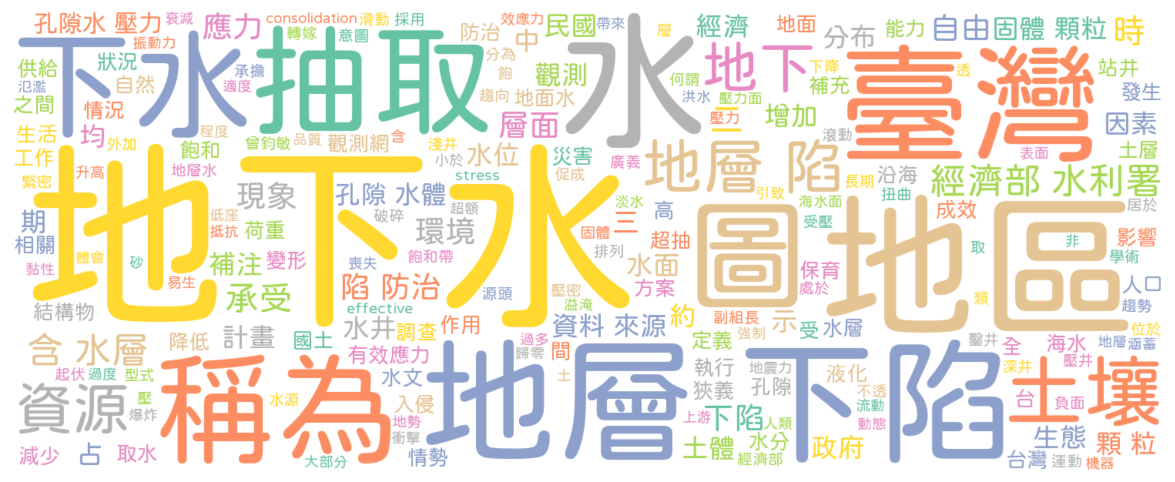 孔隙水 壓力 衰減 應力 consolidation 滑動 採用 效應力 民國 帶來 層 經濟 地面 分布 能力 自由 固體 顆粒 時
振動力 轉嫁 意圖 防治 中
下水 抽取 水 地下 臺灣
供給 狀況 承擔 分為 飽 觀測 何謂 下降 透 補充 站井
氾濫 自然 適度 趨向 地面水 洪水 壓力面 發生
之間 情況 層面 二 壓力 增加 滾動 因素
生活 均 程度 曾鈞敏 品質 含 淺井 災害 廣義 表面 土層
工作 外加 飽和 觀測網 小於 水位 促成 地層 陷 沿海 經濟部 水利署
緊密 升高 地層水 stress 引致 長期 扭曲 居於
地下水 現象 孔隙 水體 淡水 海水面 成效
低窪 抵抗 荷重 破碎 超額 環境 固體 三 高 受壓 圖 地區
期 相關 排列 超抽 取 非 影響 學術
黏性 體會 砂 易生 補注 變形 喪失 飽和帶 水面 保育 處於 類 人口
結構物 承受 陷 防治 源頭 壓密 溢淹 方案 趨勢
effective 副組長
含 水層 降低 計畫 國土 水井 調查 作用 過多 資料 來源 約 示 受 水層 強制 鑿井 全 海水 位於
有效應力 歸零 間 定義 壓井 地層 涵蓄
起伏 過度 型式 水文 土 執行 地震力 液化 不透 深井 台 負面
資源 壓 爆炸 稱為 水源 入侵 地勢 地層 下陷 狹義 孔隙 流動 土壤
衝擊 下陷 上游 人類 動態 生態
減少 占 取水 大部分 情勢 土體 水分 經濟部 政府 台灣 運動 顆 粒 機器